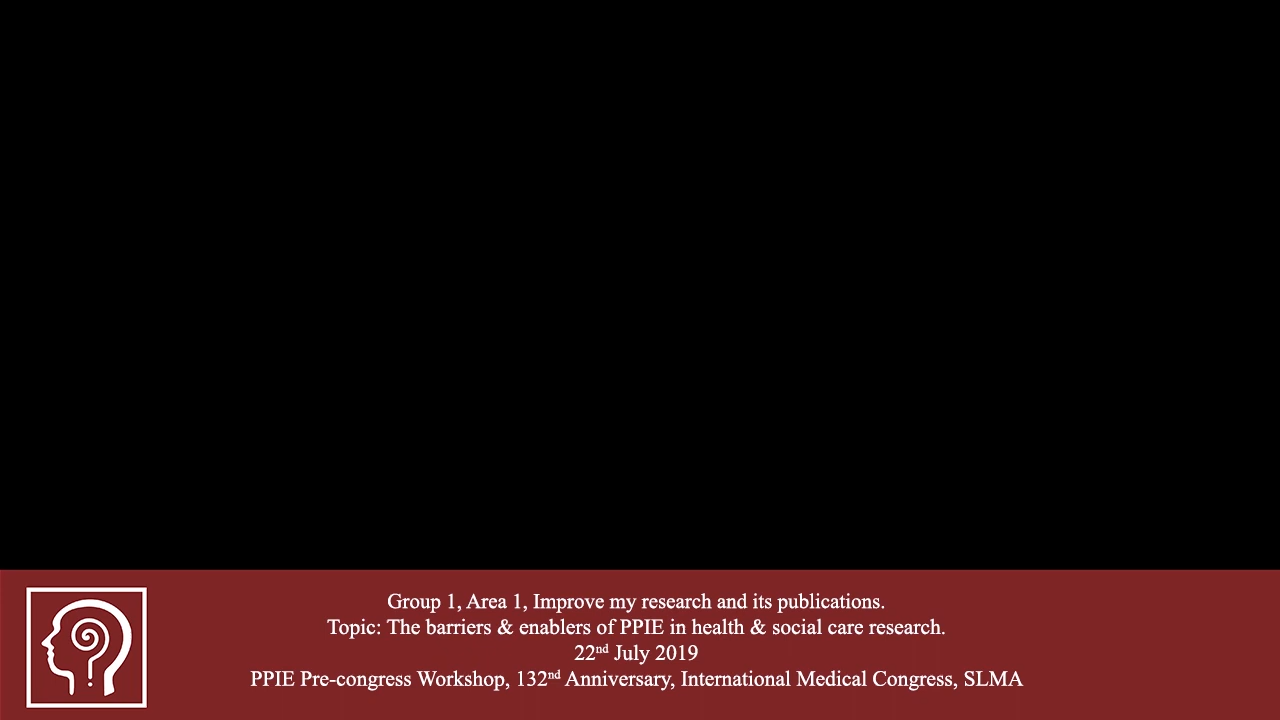 Group 1, Area 1, Improve my research and its publications.
Topic: The barriers & enablers of PPIE in health & social care research.
22nd July 2019
PPIE Pre-congress Workshop, 132nd Anniversary, International Medical Congress, SLMA